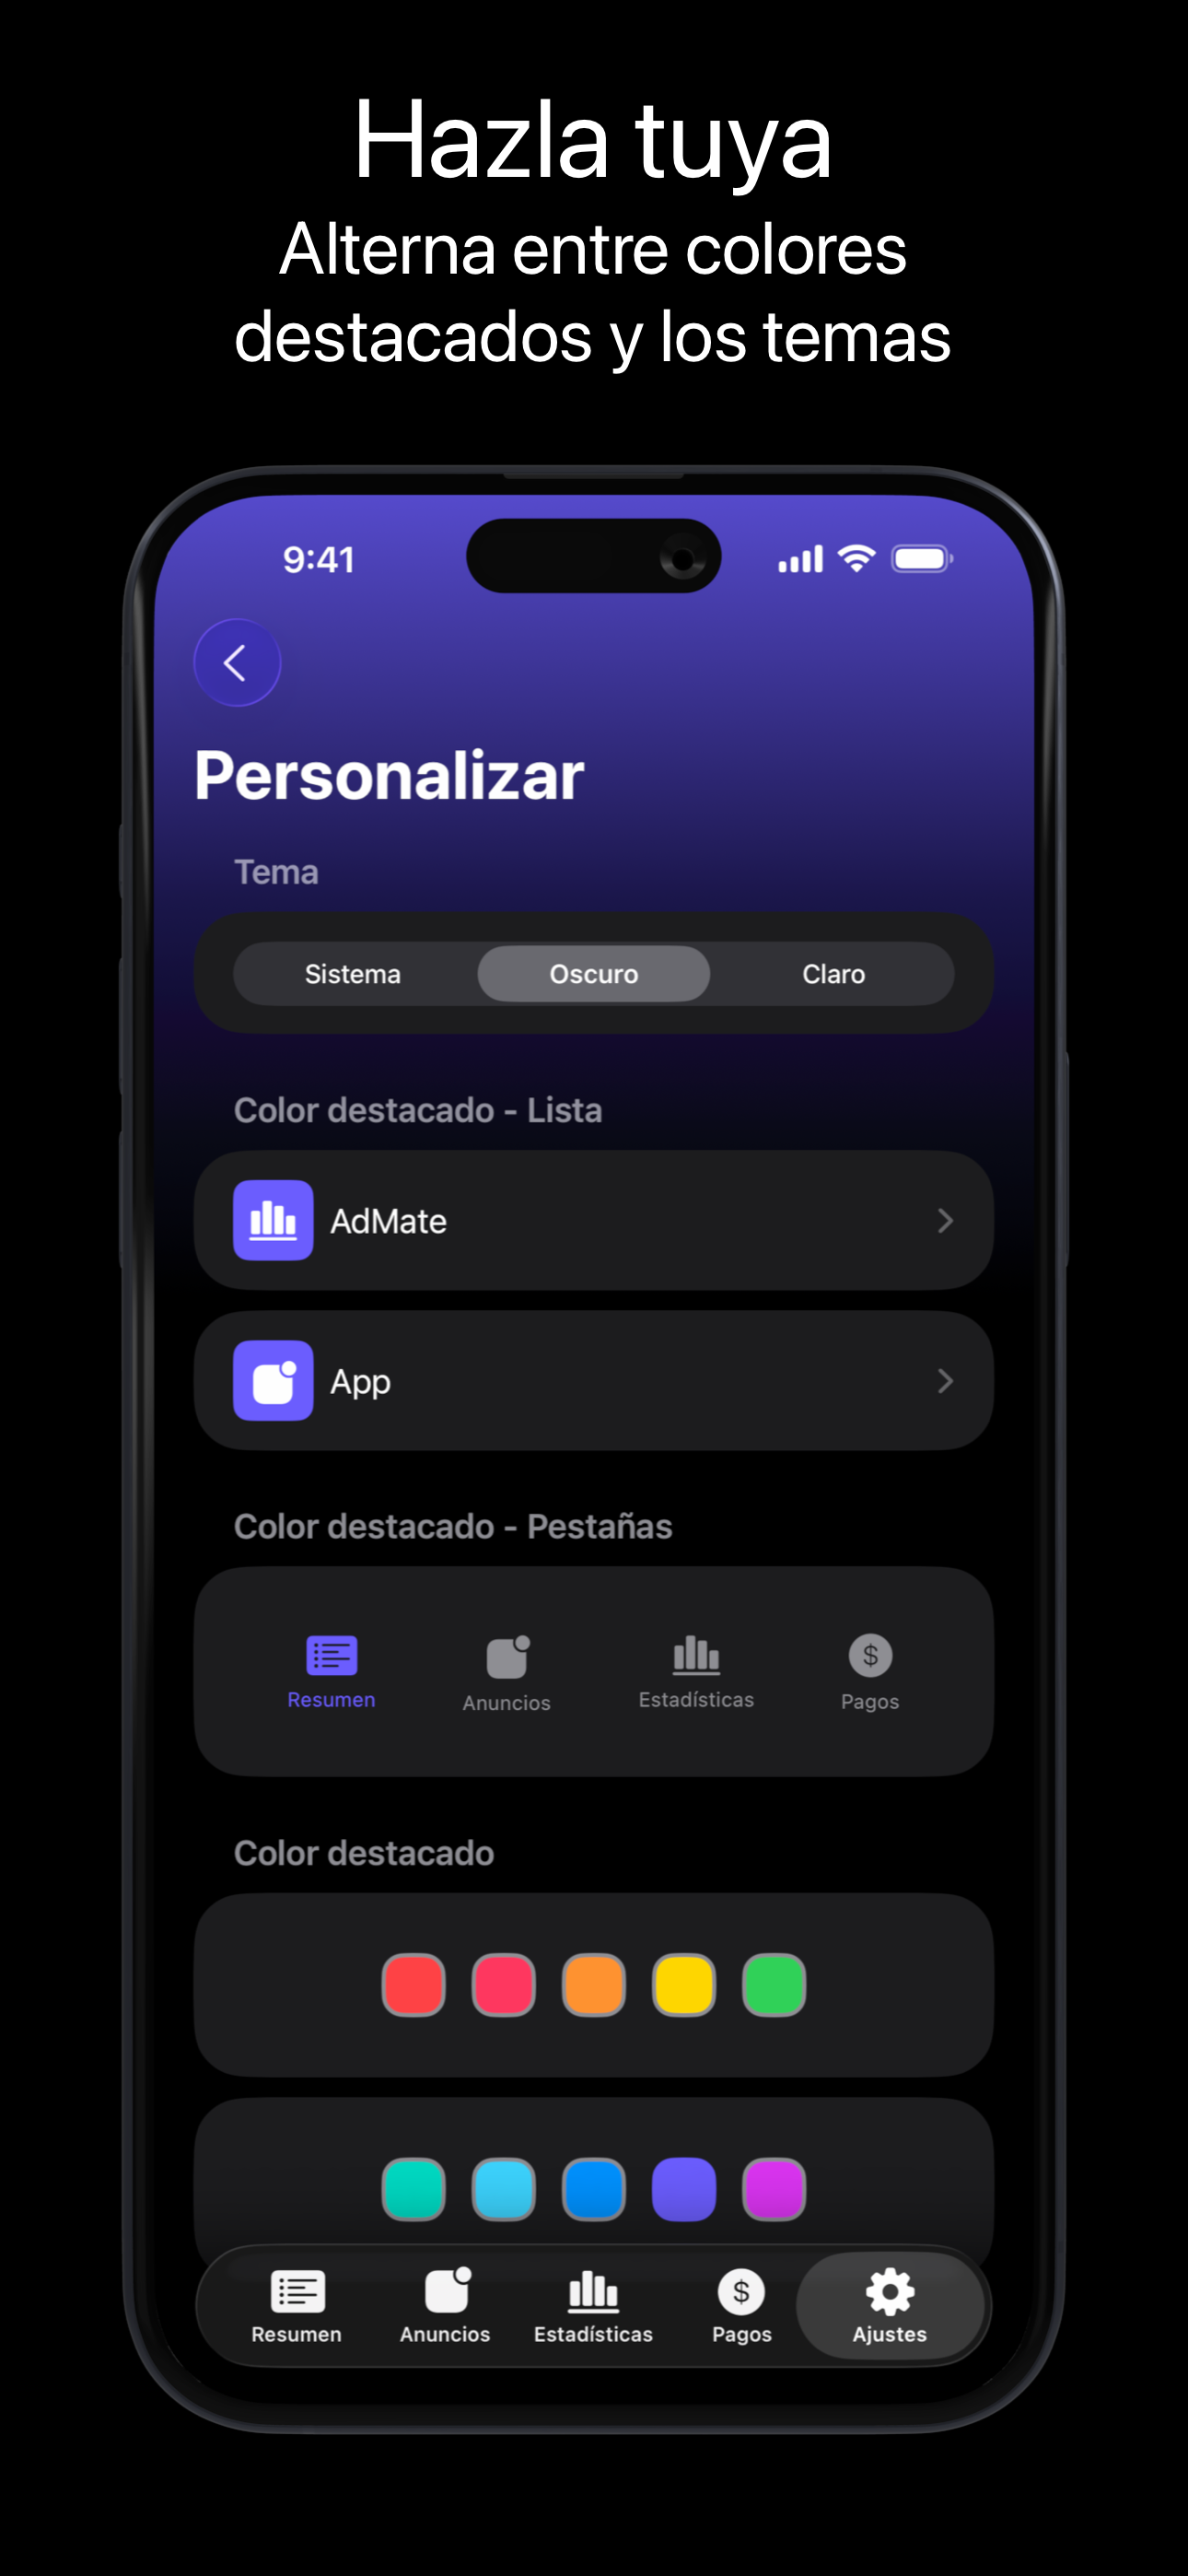 Hazla tuya
Alterna entre colores
destacados y los temas
9:41
Personalizar
Tema
Sistema
Oscuro
Claro
Color destacado - Lista
AdMate
App
Color destacado - Pestañas
Resumen
Anuncios
Estadísticas
$
Pagos
Color destacado
$
Resumen
Anuncios
Estadísticas
Pagos
Ajustes